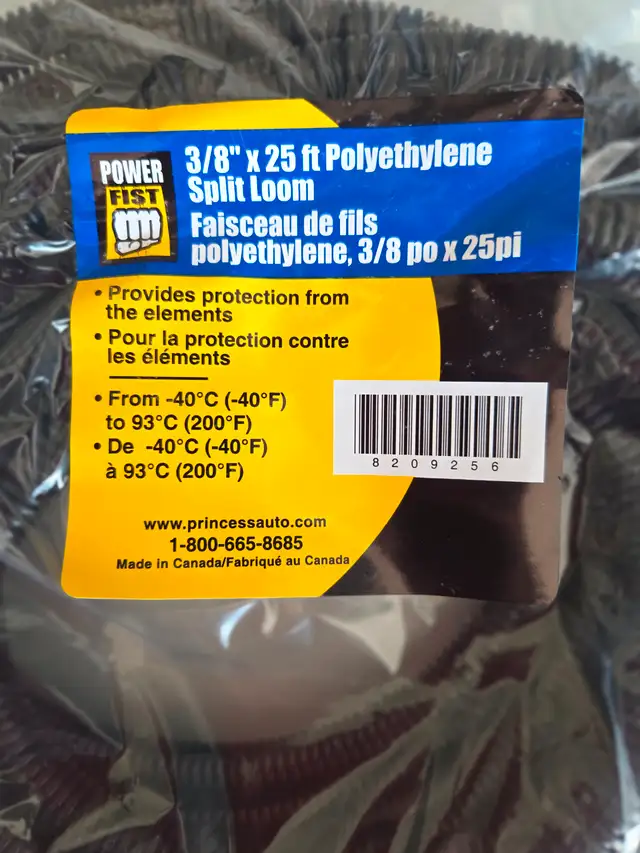 POWER
FIST
3/8" x 25 ft Polyethylene
Split Loom
Faisceau de fils
polyethylene, 3/8 po x 25pi
• Provides protection from
the elements
• Pour la protection contre
les éléments
• From -40°C (-40°F)
to 93°C (200°F)
• De -40°C (-40°F)
à 93°C (200°F)
8209256
www.princessauto.com
1-800-665-8685
Made in Canada/Fabriqué au Canada